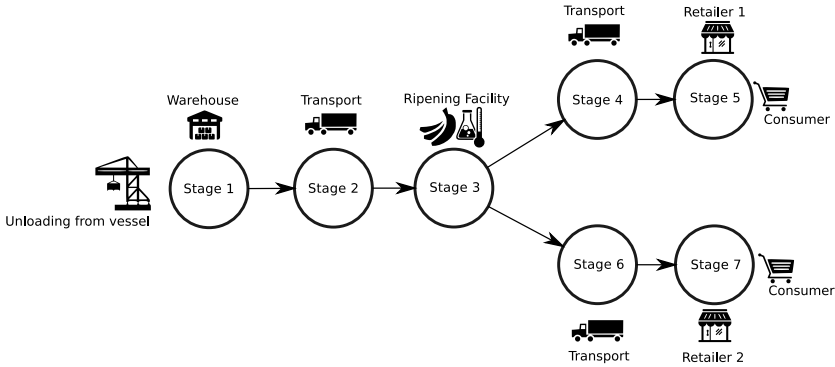 Transport
Retailer 1
Stage 4
Stage 5
Consumer
Warehouse
Transport
Ripening Facility
Unloading from vessel
Stage 1
Stage 2
Stage 3
Stage 6
Stage 7
Consumer
Transport
Retailer 2